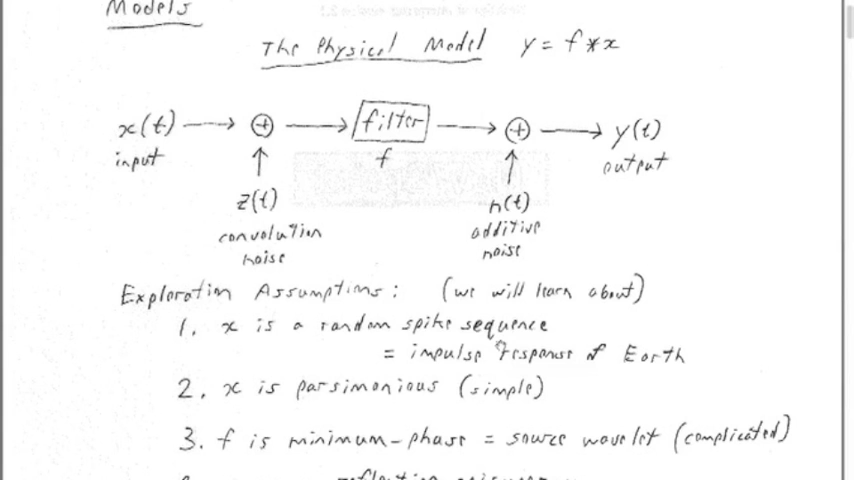 Models
The Physical Model y = f * x
x(t) → ⊕ → filter → ⊕ → y(t)
input f output
z(t) n(t)
convolution additive
noise noise
Exploration Assumptions: (we will learn about)
1. x is a random spike sequence
= impulse response of Earth
2. x is parsimonious (simple)
3. f is minimum-phase = source wavelet (complicated)